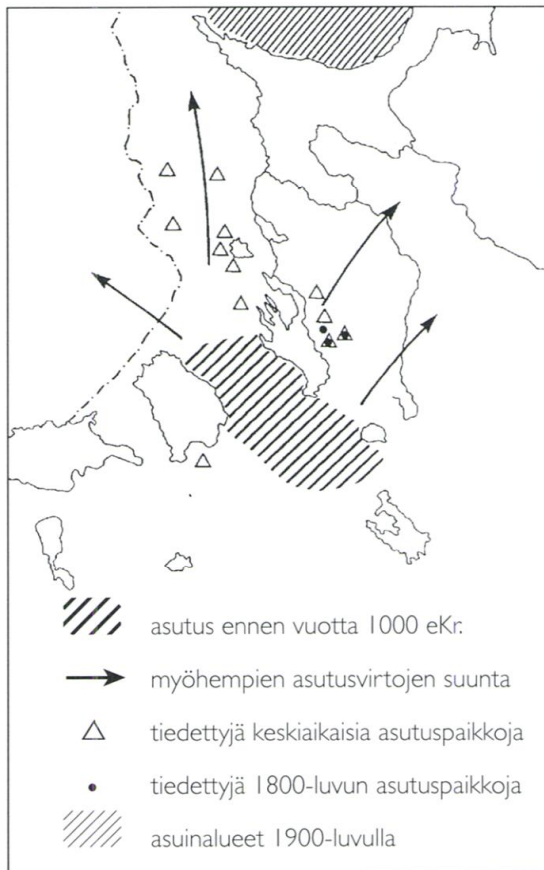 asutus ennen vuotta 1000 eKr.
myöhempien asutusvirtojen suunta
tiedettyjä keskiaikaisia asutuspaikkoja
tiedettyjä 1800-luvun asutuspaikkoja
asuinalueet 1900-luvulla